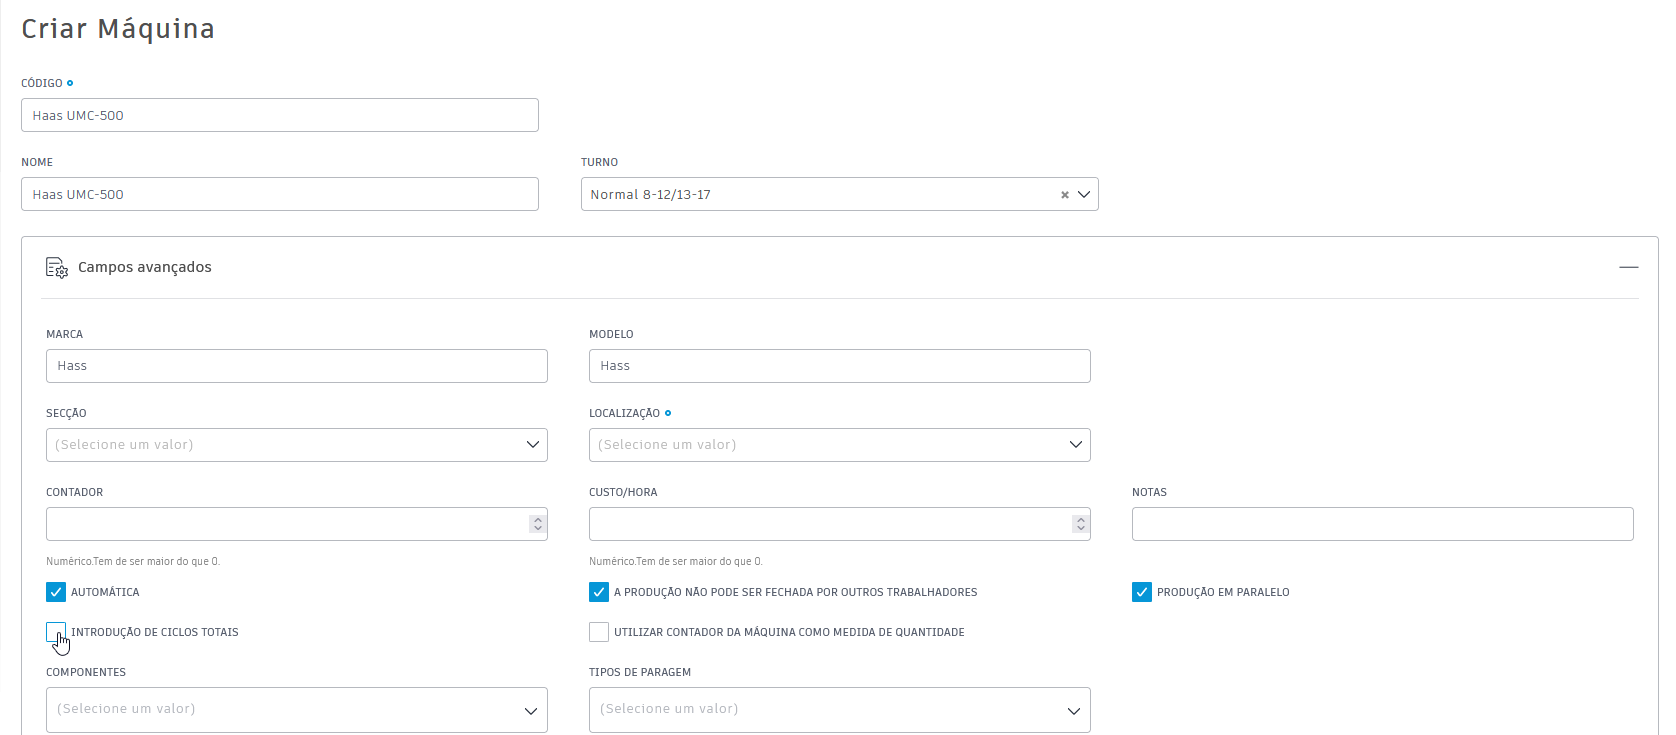 Criar Máquina
CÓDIGO
Haas UMC-500
NOME
TURNO
Haas UMC-500
Normal 8-12/13-17
Campos avançados
MARCA
MODELO
Hass
Hass
SECÇÃO
LOCALIZAÇÃO
(Selecione um valor)
(Selecione um valor)
CONTADOR
CUSTO/HORA
NOTAS
Numérico.Tem de ser maior do que 0.
Numérico.Tem de ser maior do que 0.
AUTOMÁTICA
A PRODUÇÃO NÃO PODE SER FECHADA POR OUTROS TRABALHADORES
PRODUÇÃO EM PARALELO
INTRODUÇÃO DE CICLOS TOTAIS
UTILIZAR CONTADOR DA MÁQUINA COMO MEDIDA DE QUANTIDADE
COMPONENTES
TIPOS DE PARAGEM
(Selecione um valor)
(Selecione um valor)